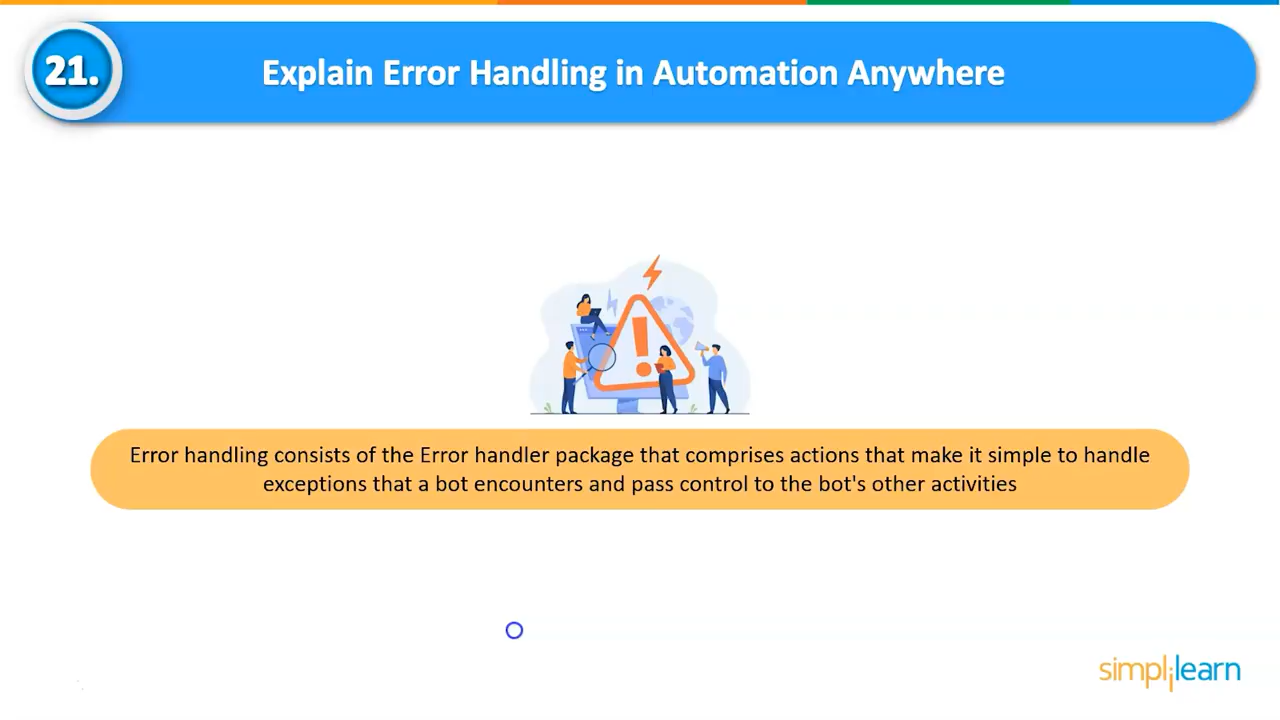 21.
Explain Error Handling in Automation Anywhere
Error handling consists of the Error handler package that comprises actions that make it simple to handle
exceptions that a bot encounters and pass control to the bot's other activities
simplilearn